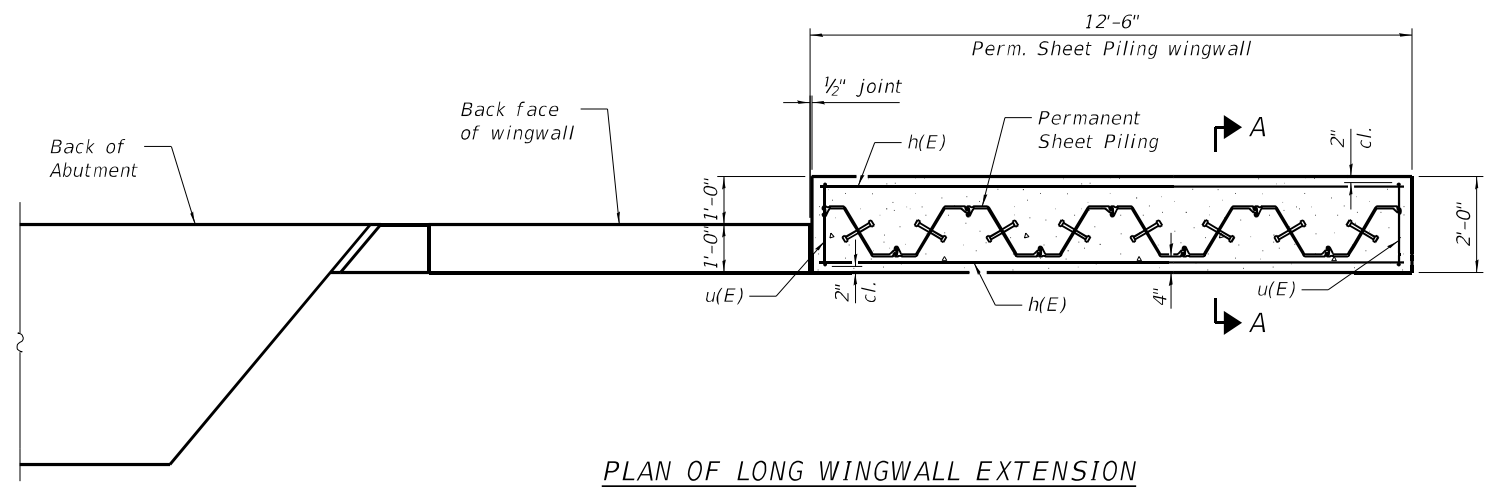 12'-6"
Perm. Sheet Piling wingwall
½" joint
Back face
of wingwall
Permanent
Sheet Piling
A
2"
cl.
Back of
Abutment
h(E)
1'-0"
1'-0"
2'-0"
u(E)
2"
cl.
h(E)
4"
u(E)
A
PLAN OF LONG WINGWALL EXTENSION